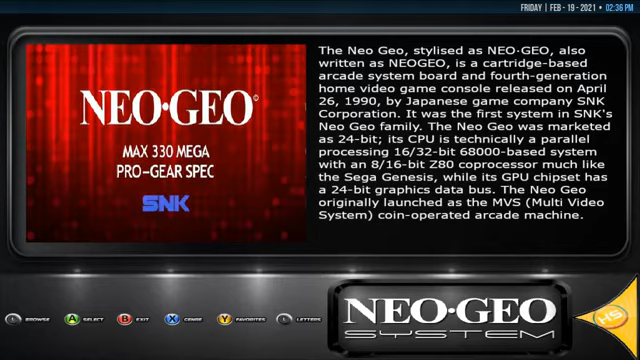 FRIDAY | FEB - 19 - 2021 | 02:36 PM
NEO·GEO©
MAX 330 MEGA
PRO-GEAR SPEC
SNK
The Neo Geo, stylised as NEO·GEO, also
written as NEOGEO, is a cartridge-based
arcade system board and fourth-generation
home video game console released on April
26, 1990, by Japanese game company SNK
Corporation. It was the first system in SNK's
Neo Geo family. The Neo Geo was marketed
as 24-bit; its CPU is technically a parallel
processing 16/32-bit 68000-based system
with an 8/16-bit Z80 coprocessor much like
the Sega Genesis, while its GPU chipset has
a 24-bit graphics data bus. The Neo Geo
originally launched as the MVS (Multi Video
System) coin-operated arcade machine.
L BROWSE A SELECT B EXIT X GENRE Y FAVORITES L LETTERS
NEO·GEO
SYSTEM
HS